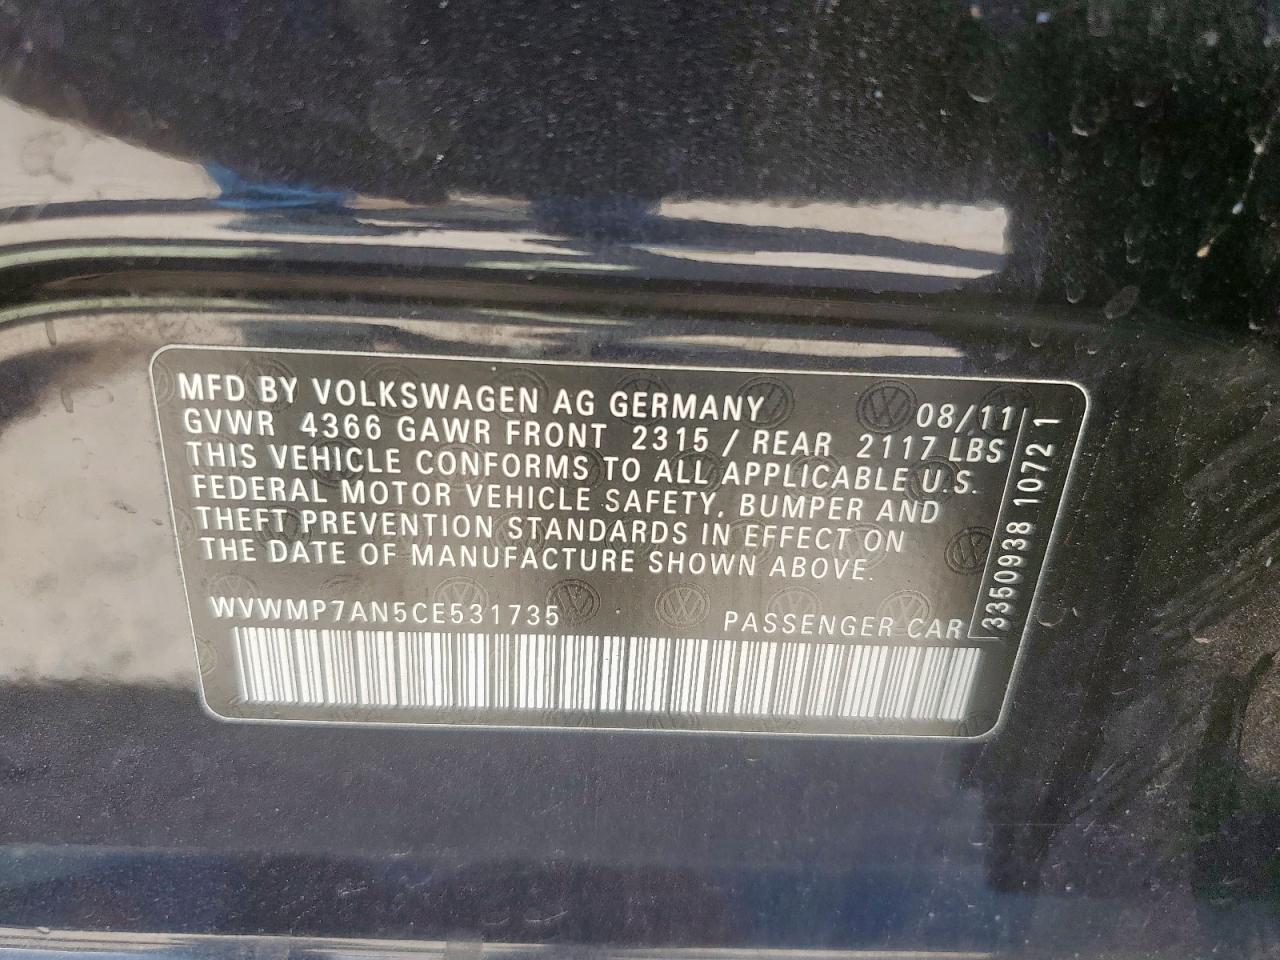 MFD BY VOLKSWAGEN AG GERMANY 08/11
GVWR 4366 GAWR FRONT 2315 / REAR 2117 LBS
THIS VEHICLE CONFORMS TO ALL APPLICABLE U.S.
FEDERAL MOTOR VEHICLE SAFETY, BUMPER AND
THEFT PREVENTION STANDARDS IN EFFECT ON
THE DATE OF MANUFACTURE SHOWN ABOVE.
WVWMP7AN5CE531735 PASSENGER CAR
3350938 10721